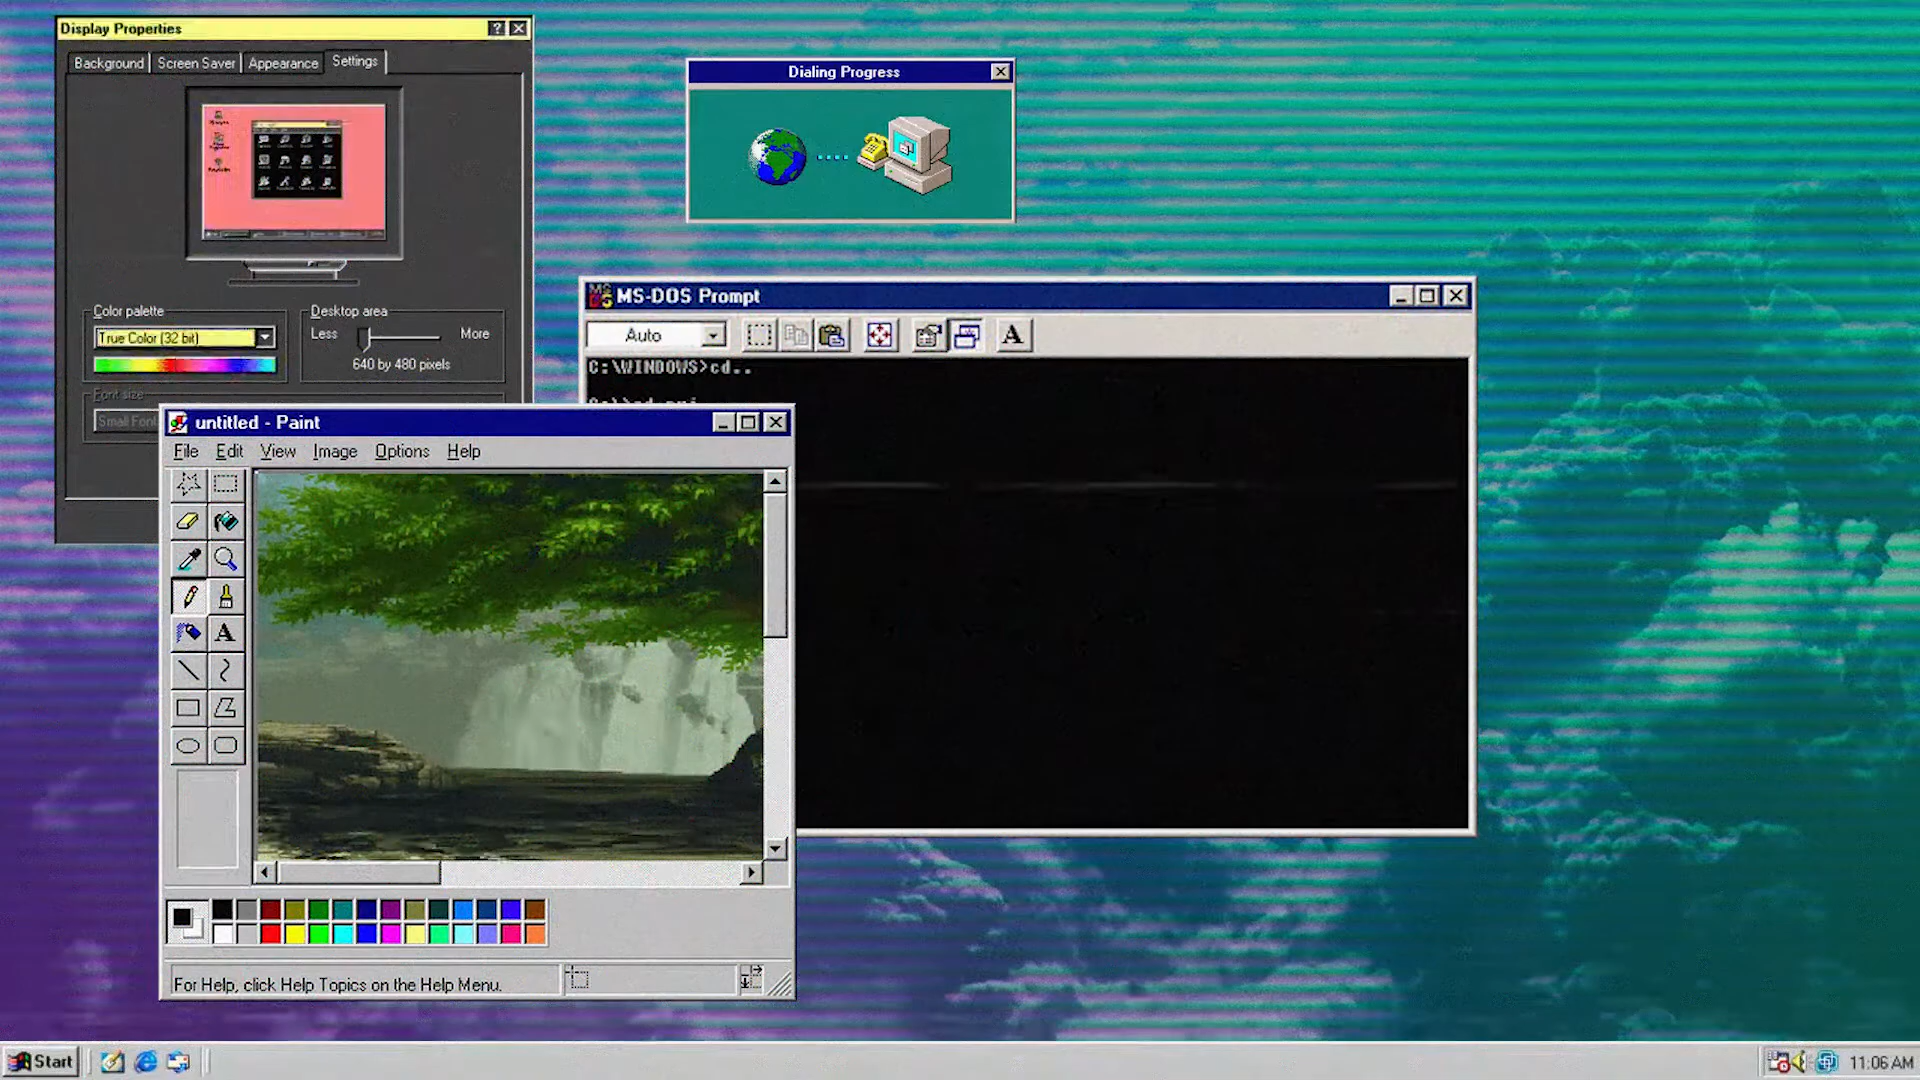 Display Properties
Background
Screen Saver
Appearance
Settings
Color palette
True Color (32 bit)
Desktop area
Less
More
640 by 480 pixels
Font size
Dialing Progress
MS-DOS Prompt
Auto
A
C:\WINDOWS>cd..
untitled - Paint
File Edit View Image Options Help
A
For Help, click Help Topics on the Help Menu.
Start
11:06 AM